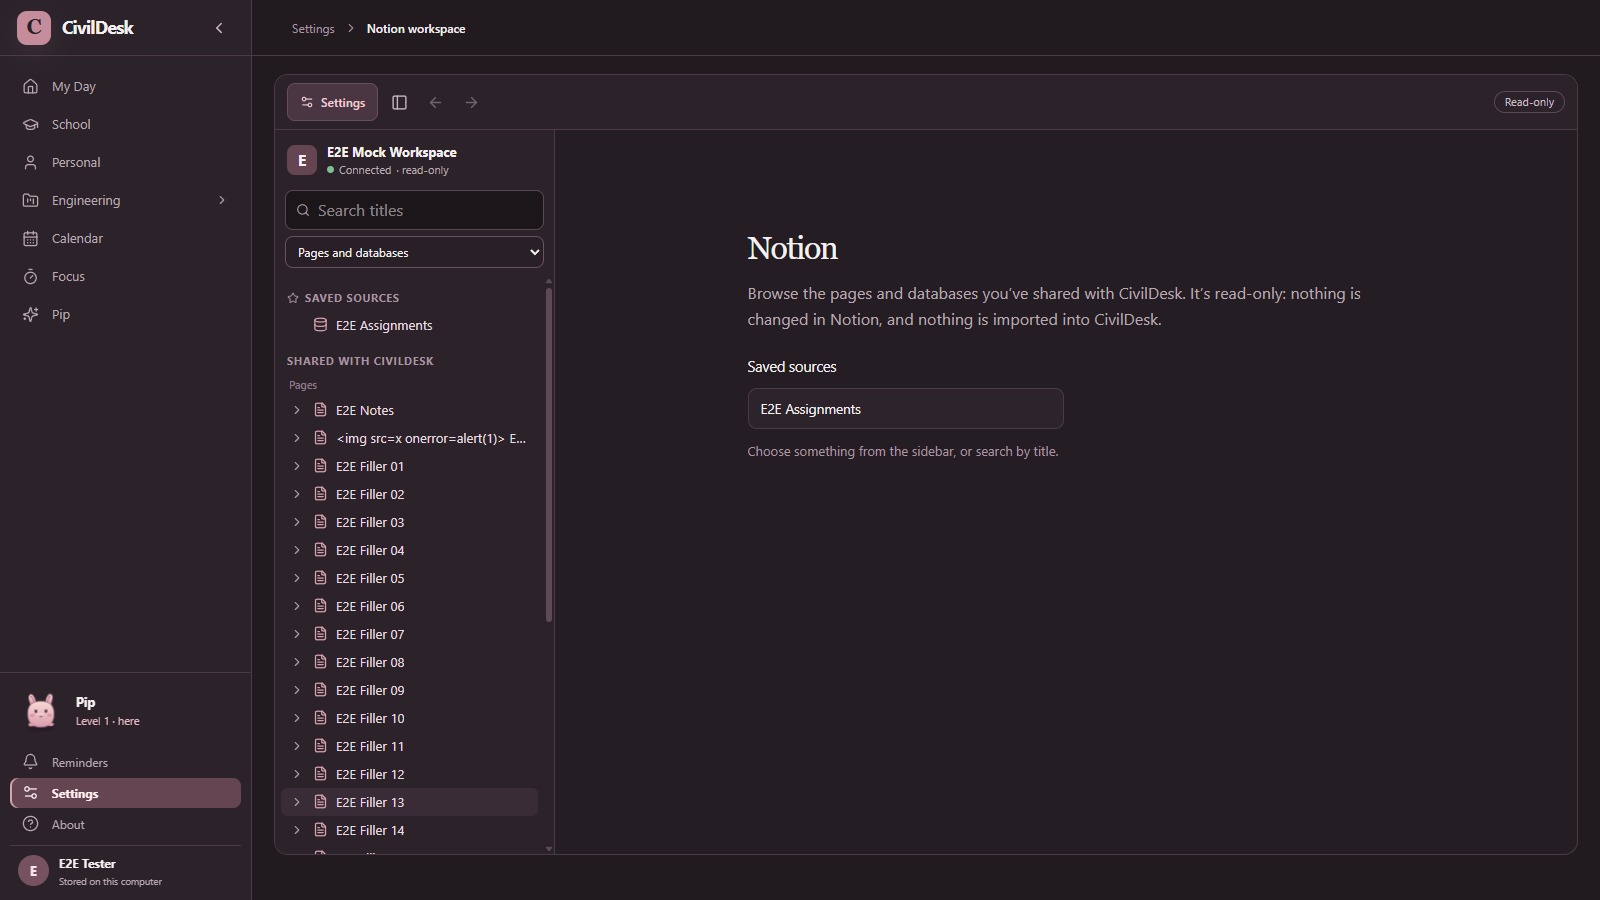 C CivilDesk
My Day
School
Personal
Engineering
Calendar
Focus
Pip
Pip
Level 1 · here
Reminders
Settings
About
E
E2E Tester
Stored on this computer
Settings > Notion workspace
Settings
Read-only
E
E2E Mock Workspace
Connected · read-only
Search titles
Pages and databases
SAVED SOURCES
E2E Assignments
SHARED WITH CIVILDESK
Pages
E2E Notes
<img src=x onerror=alert(1)> E...
E2E Filler 01
E2E Filler 02
E2E Filler 03
E2E Filler 04
E2E Filler 05
E2E Filler 06
E2E Filler 07
E2E Filler 08
E2E Filler 09
E2E Filler 10
E2E Filler 11
E2E Filler 12
E2E Filler 13
E2E Filler 14
Notion
Browse the pages and databases you’ve shared with CivilDesk. It’s read-only: nothing is
changed in Notion, and nothing is imported into CivilDesk.
Saved sources
E2E Assignments
Choose something from the sidebar, or search by title.